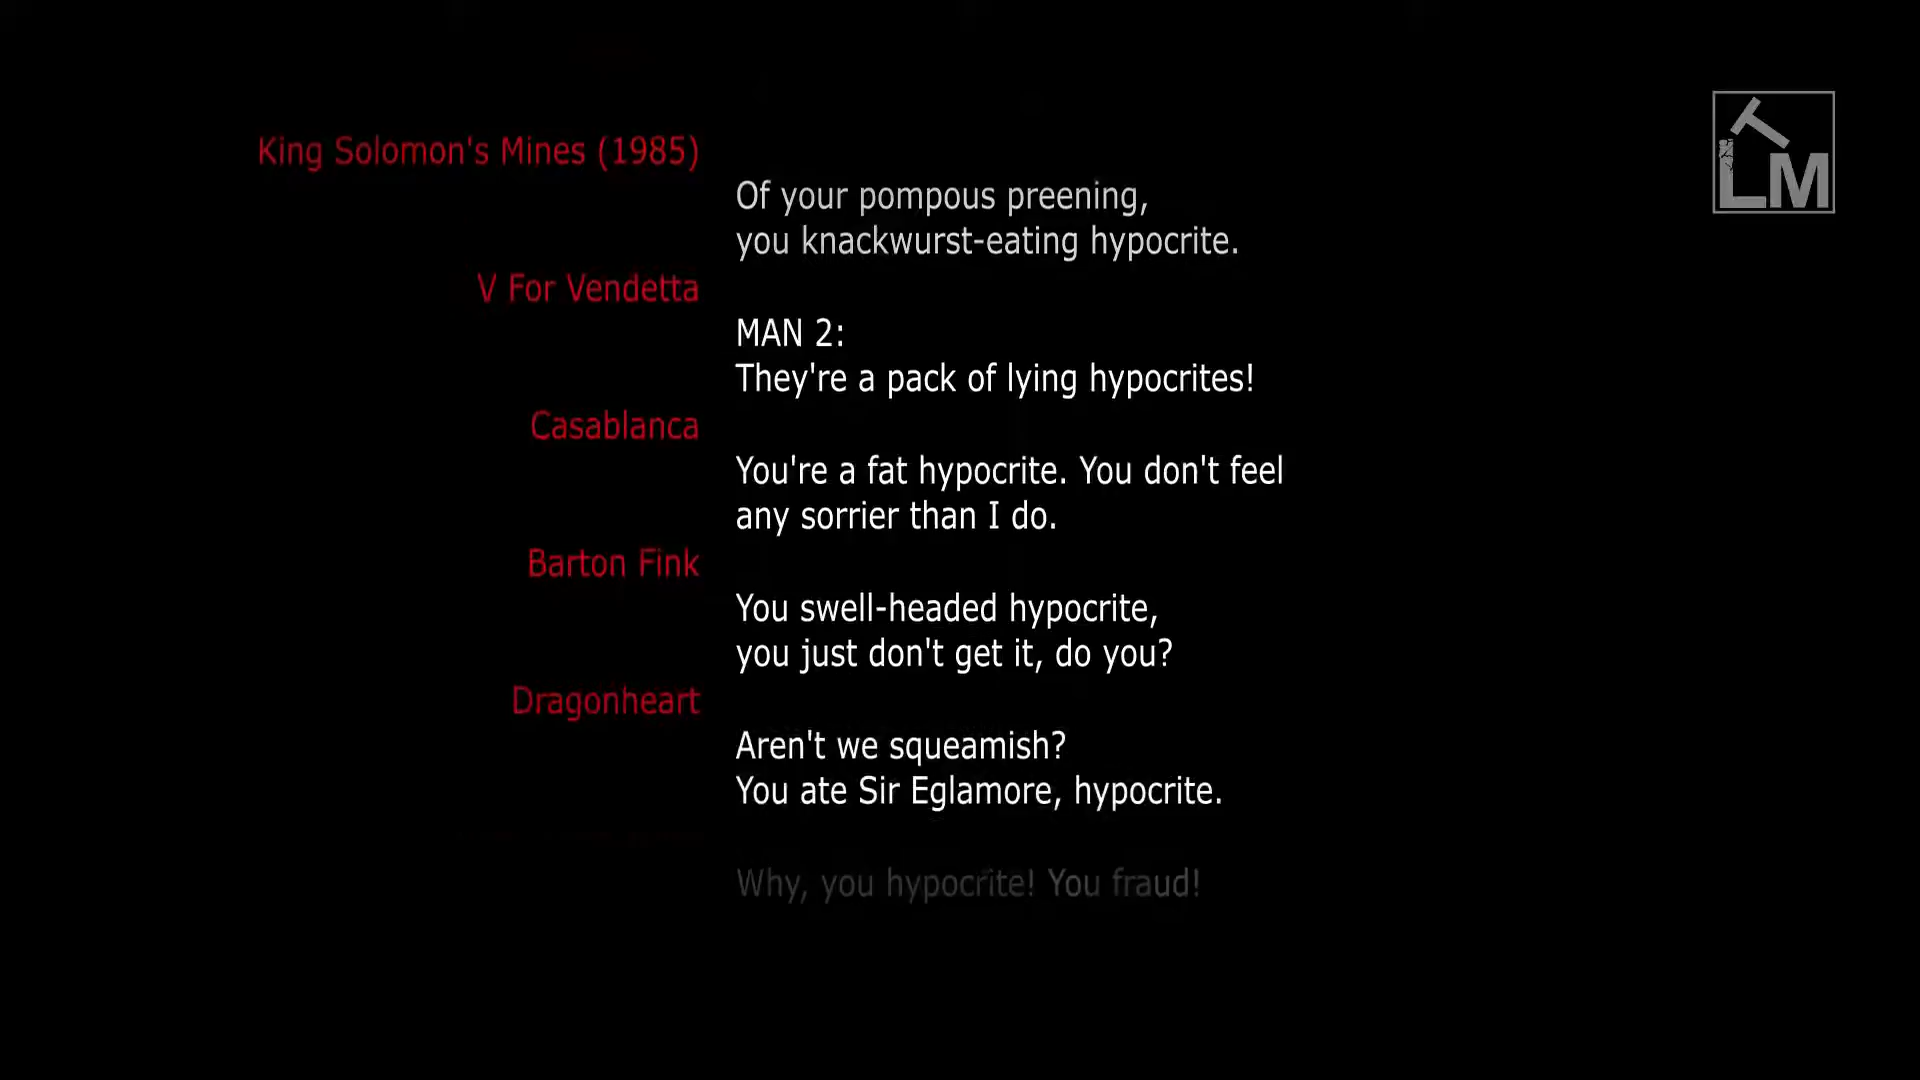 King Solomon's Mines (1985)
Of your pompous preening,
you knackwurst-eating hypocrite.
V For Vendetta
MAN 2:
They're a pack of lying hypocrites!
Casablanca
You're a fat hypocrite. You don't feel
any sorrier than I do.
Barton Fink
You swell-headed hypocrite,
you just don't get it, do you?
Dragonheart
Aren't we squeamish?
You ate Sir Eglamore, hypocrite.
Why, you hypocrite! You fraud!
LM